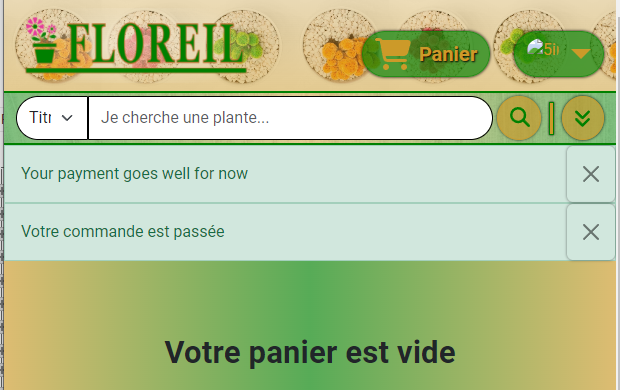 FLOREIL
Panier
Titr
Je cherche une plante...
Your payment goes well for now
Votre commande est passée
Votre panier est vide